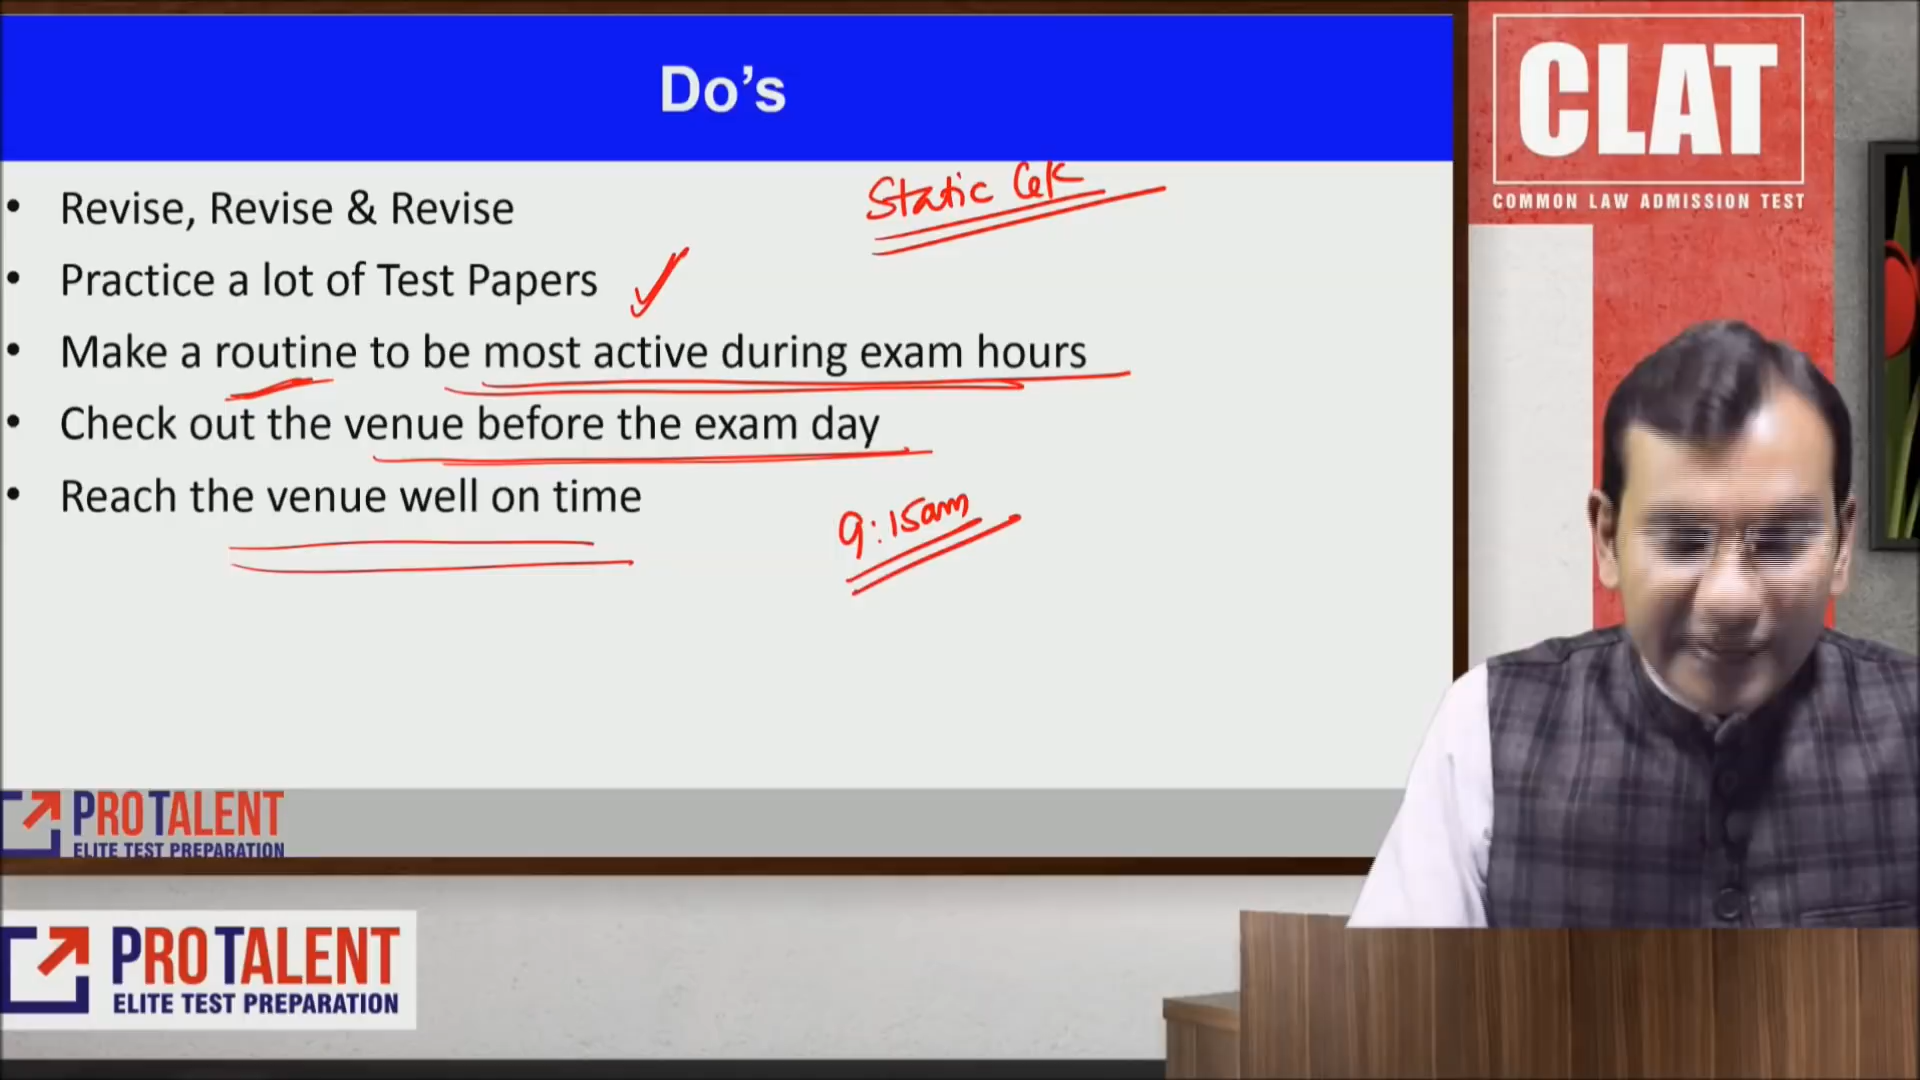 Do's
Static GK
• Revise, Revise & Revise
• Practice a lot of Test Papers
• Make a routine to be most active during exam hours
• Check out the venue before the exam day
• Reach the venue well on time
9:15am
PROTALENT
ELITE TEST PREPARATION
PROTALENT
ELITE TEST PREPARATION
CLAT
COMMON LAW ADMISSION TEST